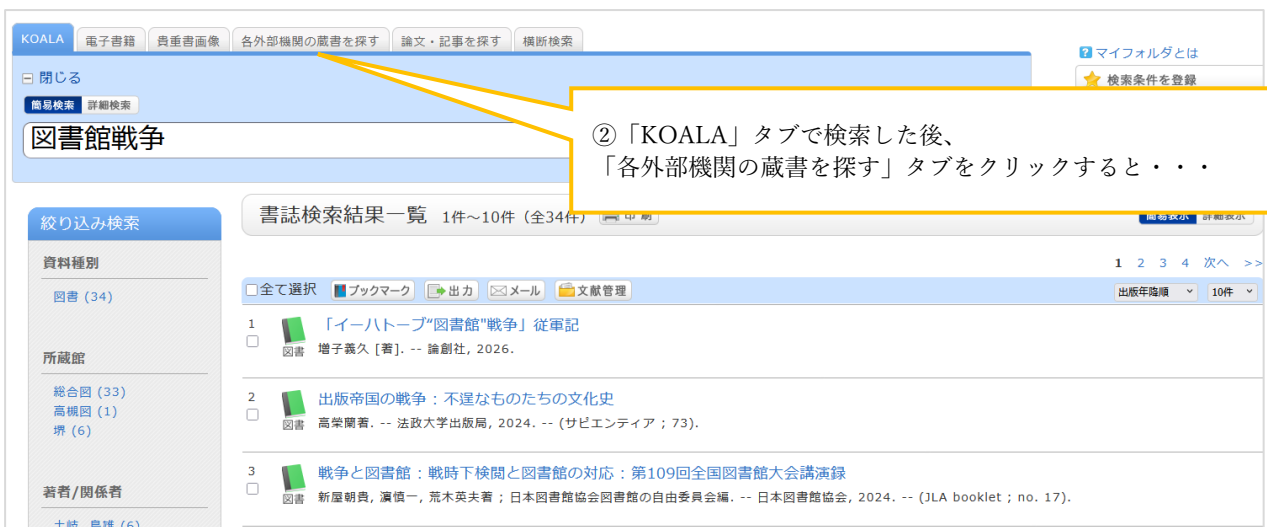 KOALA 電子書籍 貴重書画像 各外部機関の蔵書を探す 論文・記事を探す 横断検索
マイフォルダとは
閉じる
検索条件を登録
簡易検索 詳細検索
図書館戦争
②「KOALA」タブで検索した後、
「各外部機関の蔵書を探す」タブをクリックすると・・・
絞り込み検索
書誌検索結果一覧 1件～10件（全34件） 印刷
簡易表示 詳細表示
資料種別
図書 (34)
1 2 3 4 次へ >>
全て選択 ブックマーク 出力 メール 文献管理
出版年降順 10件
1 図書 「イーハトーブ“図書館"戦争」従軍記
増子義久 [著]. -- 論創社, 2026.
所蔵館
総合図 (33)
高槻図 (1)
堺 (6)
2 図書 出版帝国の戦争 : 不逞なものたちの文化史
高榮蘭著. -- 法政大学出版局, 2024. -- (サピエンティア ; 73).
3 図書 戦争と図書館 : 戦時下検閲と図書館の対応 : 第109回全国図書館大会講演録
新屋朝貴, 濵慎一, 荒木英夫著 ; 日本図書館協会図書館の自由委員会編. -- 日本図書館協会, 2024. -- (JLA booklet ; no. 17).
著者/関係者